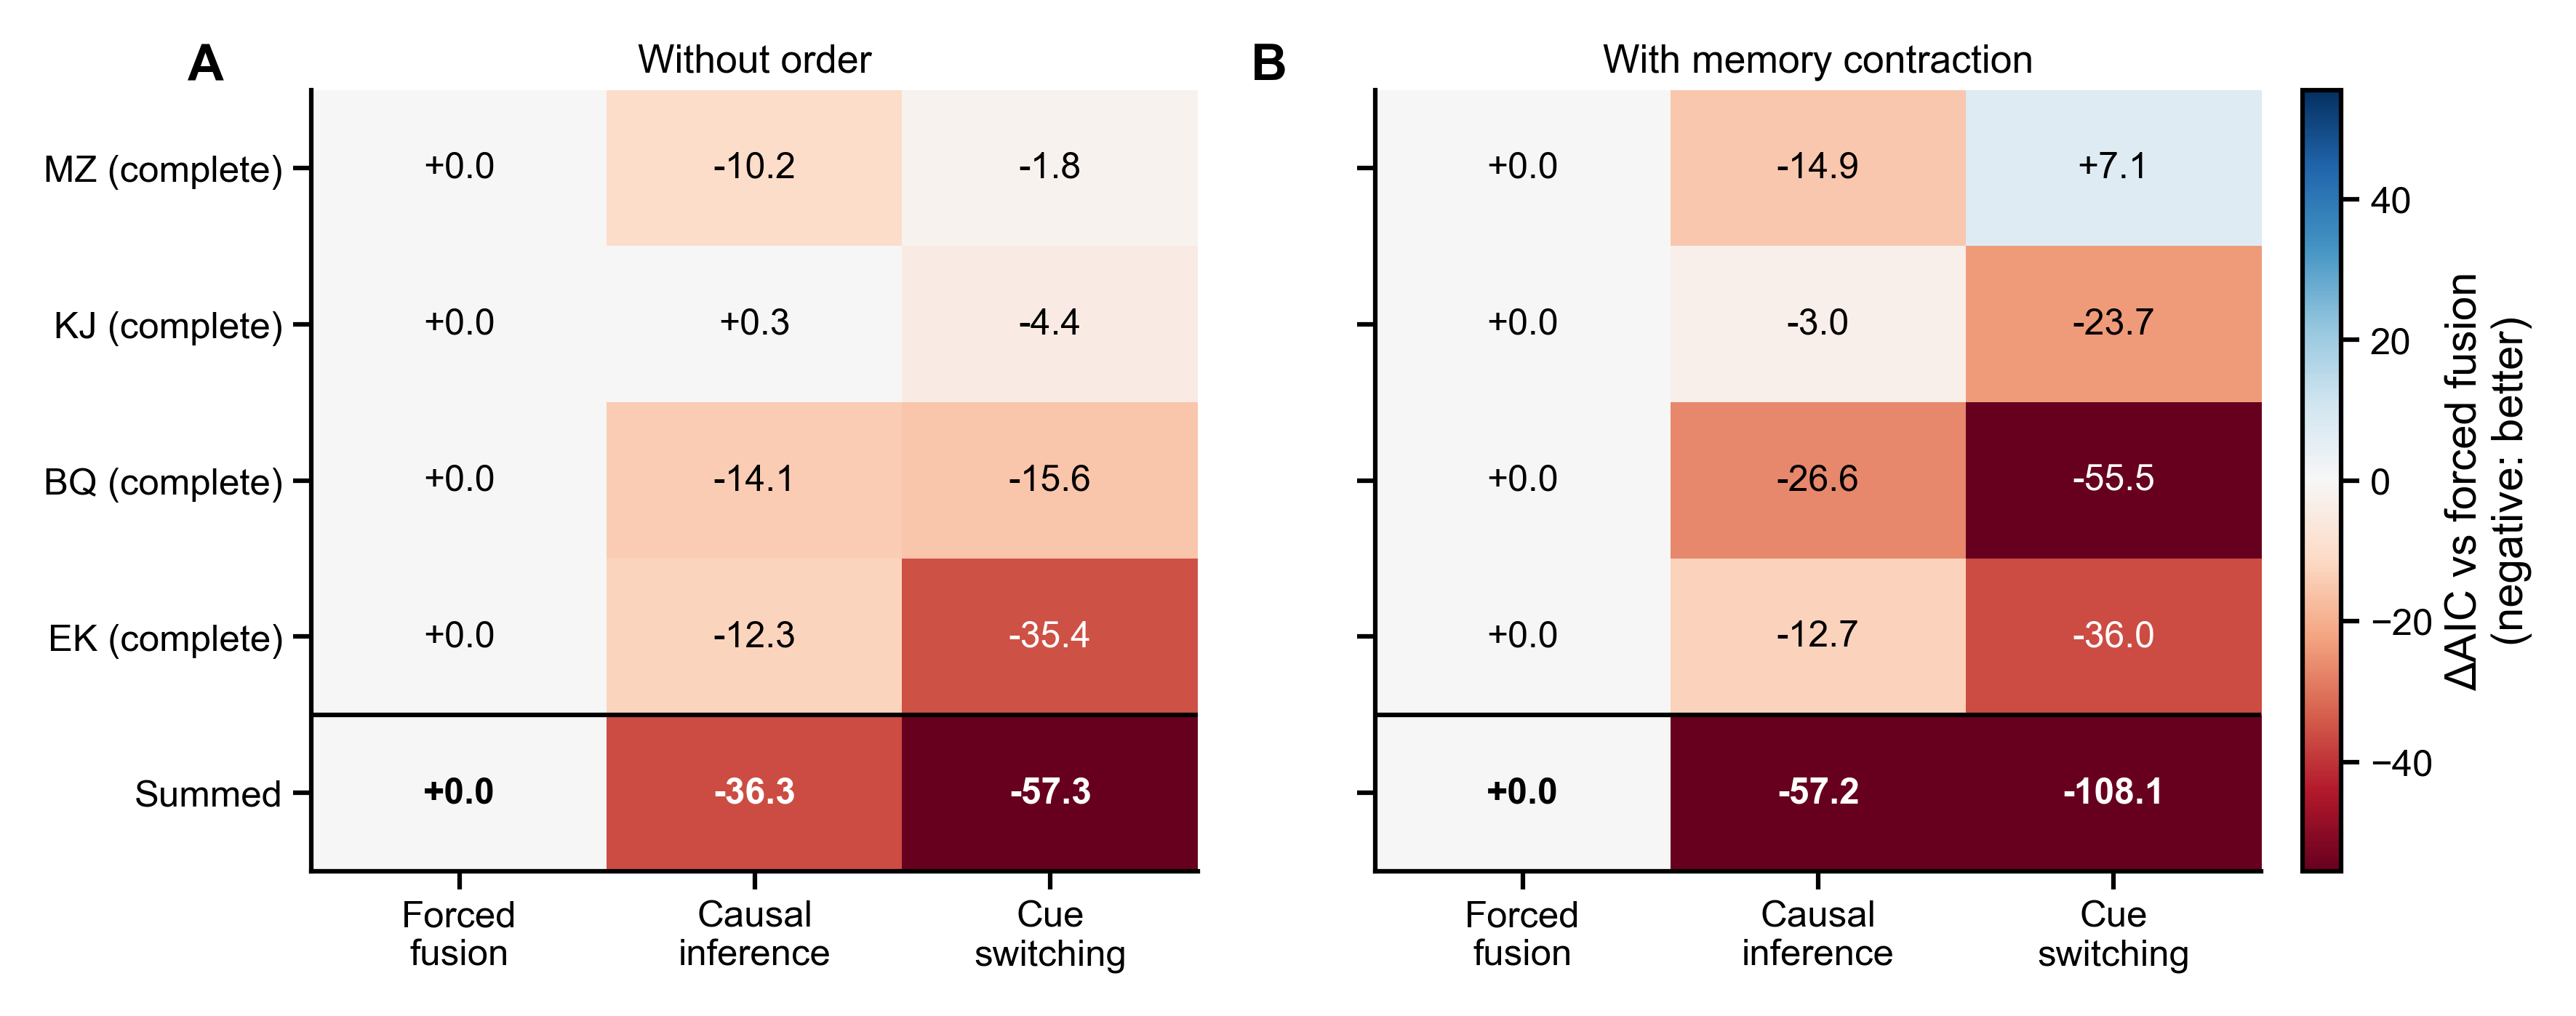 A
Without order
MZ (complete)
+0.0
-10.2
-1.8
KJ (complete)
+0.0
+0.3
-4.4
BQ (complete)
+0.0
-14.1
-15.6
EK (complete)
+0.0
-12.3
-35.4
Summed
+0.0
-36.3
-57.3
Forced
fusion
Causal
inference
Cue
switching
B
With memory contraction
+0.0
-14.9
+7.1
+0.0
-3.0
-23.7
+0.0
-26.6
-55.5
+0.0
-12.7
-36.0
+0.0
-57.2
-108.1
Forced
fusion
Causal
inference
Cue
switching
40
20
0
−20
−40
ΔAIC vs forced fusion
(negative: better)